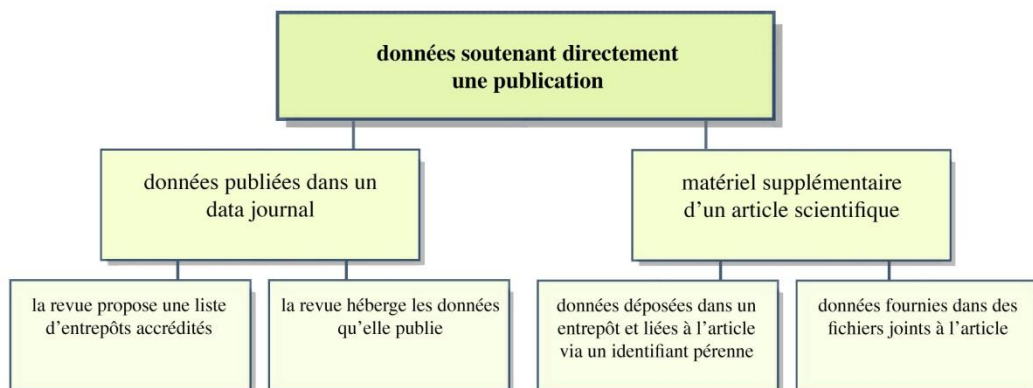 données soutenant directement
une publication
données publiées dans un
data journal
matériel supplémentaire
d’un article scientifique
la revue propose une liste
d’entrepôts accrédités
la revue héberge les données
qu’elle publie
données déposées dans un
entrepôt et liées à l’article
via un identifiant pérenne
données fournies dans des
fichiers joints à l’article